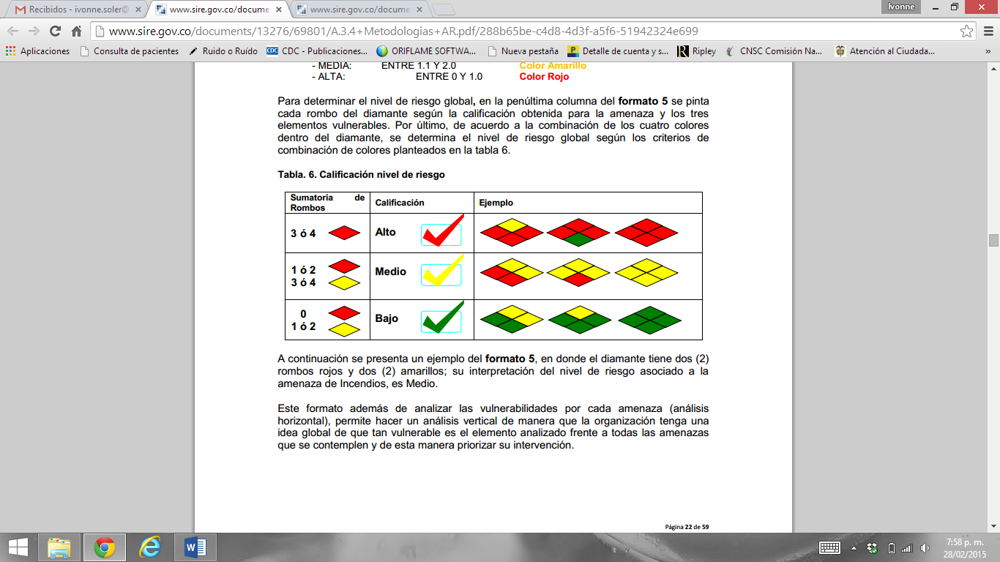 Recibidos - ivonne.soler@
www.sire.gov.co/docume
www.sire.gov.co/docume
Ivonne
www.sire.gov.co/documents/13276/69801/A.3.4+Metodologias+AR.pdf/288b65be-c4d8-4d3f-a5f6-51942324e699
Aplicaciones
Consulta de pacientes
Ruido o Ruído
CDC
CDC - Publicaciones...
ORIFLAME SOFTWA...
Nueva pestaña
Detalle de cuenta y s...
Ripley
CNSC Comisión Na...
Atención al Ciudada...
»
- MEDIA: ENTRE 1.1 Y 2.0 Color Amarillo
- ALTA: ENTRE 0 Y 1.0 Color Rojo
Para determinar el nivel de riesgo global, en la penúltima columna del formato 5 se pinta
cada rombo del diamante según la calificación obtenida para la amenaza y los tres
elementos vulnerables. Por último, de acuerdo a la combinación de los cuatro colores
dentro del diamante, se determina el nivel de riesgo global según los criterios de
combinación de colores planteados en la tabla 6.
Tabla. 6. Calificación nivel de riesgo
Sumatoria de
Rombos
Calificación
Ejemplo
3 ó 4
Alto
1 ó 2
3 ó 4
Medio
0
1 ó 2
Bajo
A continuación se presenta un ejemplo del formato 5, en donde el diamante tiene dos (2)
rombos rojos y dos (2) amarillos; su interpretación del nivel de riesgo asociado a la
amenaza de Incendios, es Medio.
Este formato además de analizar las vulnerabilidades por cada amenaza (análisis
horizontal), permite hacer un análisis vertical de manera que la organización tenga una
idea global de que tan vulnerable es el elemento analizado frente a todas las amenazas
que se contemplen y de esta manera priorizar su intervención.
Página 22 de 59
7:58 p. m.
28/02/2015